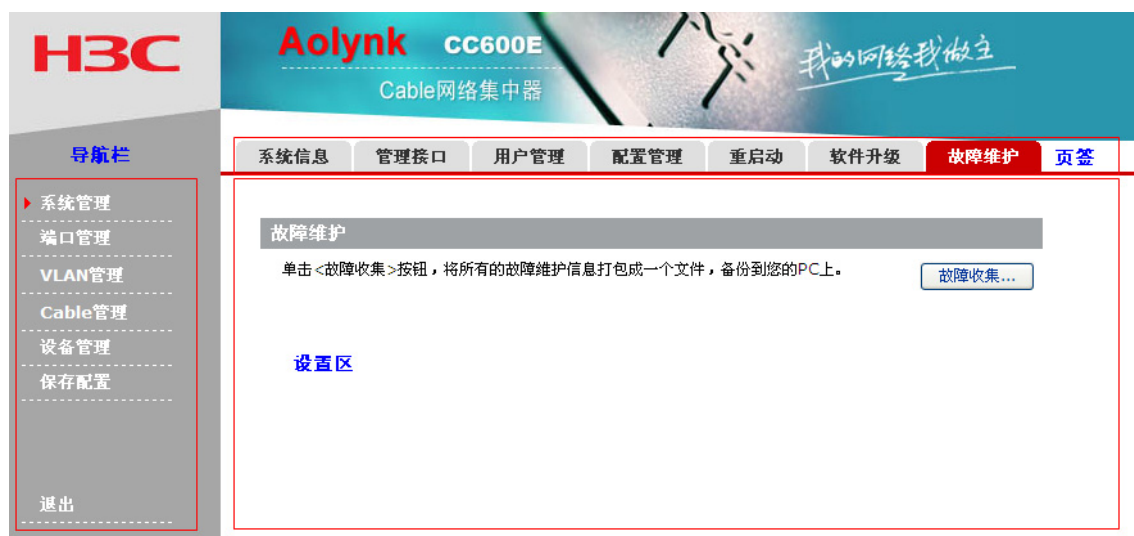 H3C
Aolynk CC600E
Cable网络集中器
我的网络我做主
导航栏
系统信息 管理接口 用户管理 配置管理 重启动 软件升级 故障维护 页签
系统管理
端口管理
VLAN管理
Cable管理
设备管理
保存配置
退出
故障维护
单击<故障收集>按钮，将所有的故障维护信息打包成一个文件，备份到您的PC上。
故障收集...
设置区